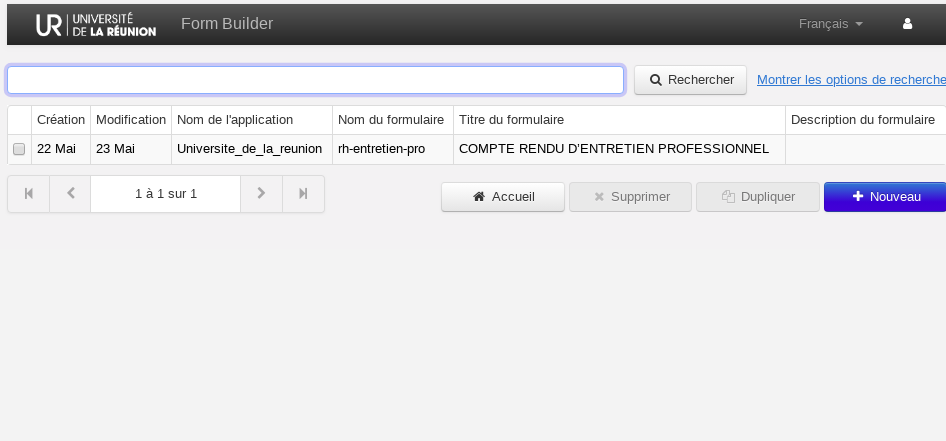 UR UNIVERSITÉ
DE LA RÉUNION
Form Builder
Français
Rechercher
Montrer les options de recherche
Création Modification Nom de l'application Nom du formulaire Titre du formulaire Description du formulaire
22 Mai 23 Mai Universite_de_la_reunion rh-entretien-pro COMPTE RENDU D'ENTRETIEN PROFESSIONNEL
1 à 1 sur 1
Accueil
Supprimer
Dupliquer
Nouveau